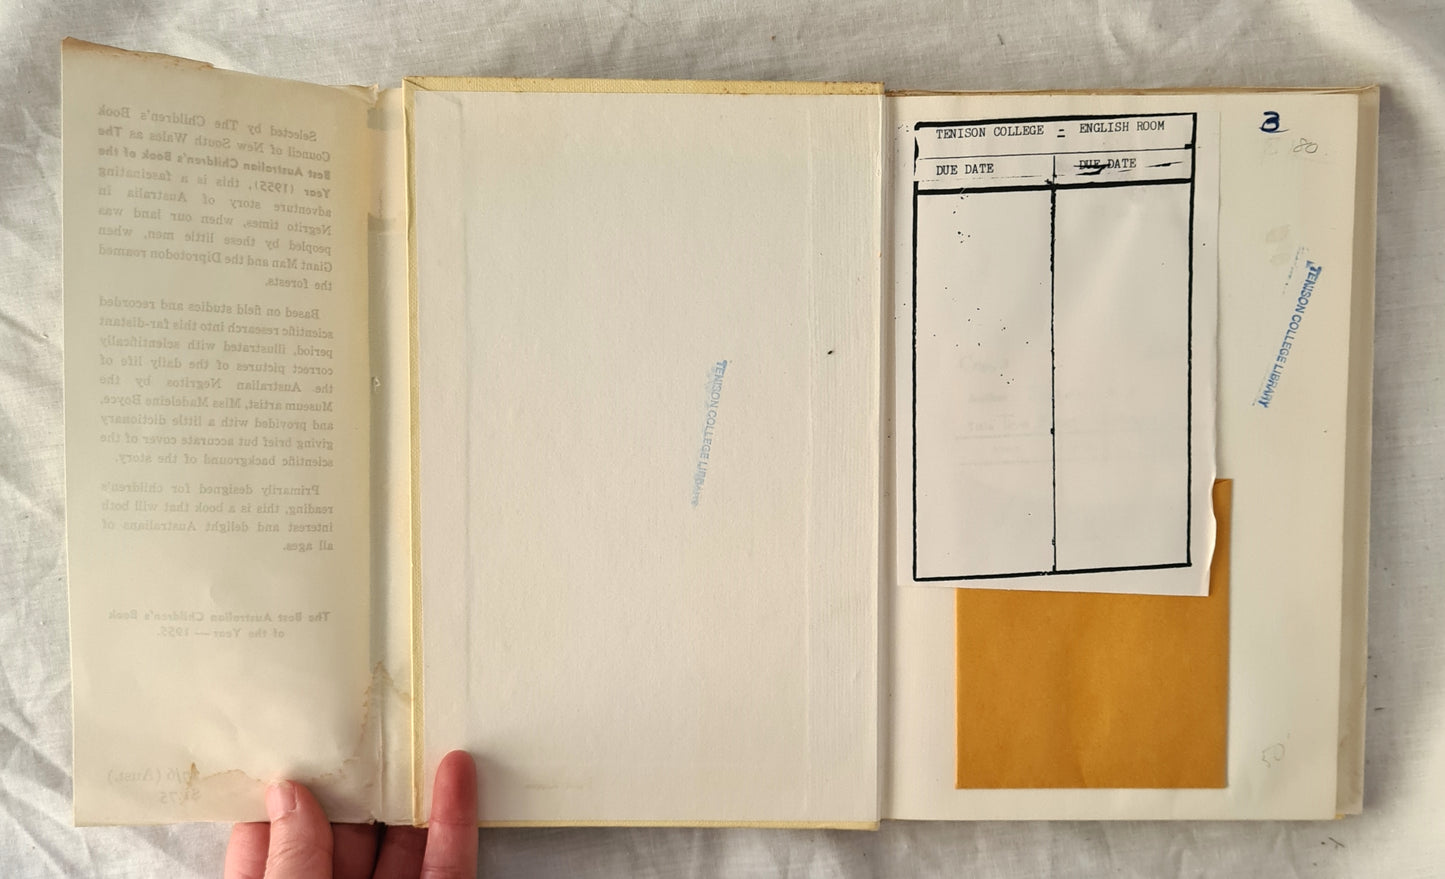 Selected by The Children's Book
Council of New South Wales as The
Best Australian Children's Book of the
Year (1955), this is a fascinating
adventure story of Australia in
Negrito times, when our land was
peopled by these little men, when
Giant Man and the Diprotodon roamed
the forests.
Based on field studies and recorded
scientific research into this far-distant
period, illustrated with scientifically
correct pictures of the daily life of
the Australian Negritos by the
Museum artist, Miss Madeleine Boyce,
and provided with a little dictionary
giving brief but accurate cover of the
scientific background of the story.
Primarily designed for children's
reading, this is a book that will both
interest and delight Australians of
all ages.
The Best Australian Children's Book
of the Year — 1955.
/6 (Aust.)
75
TENISON COLLEGE LIBRARY
TENISON COLLEGE - ENGLISH ROOM
DUE DATE DUE DATE
3
80
TENISON COLLEGE LIBRARY
50